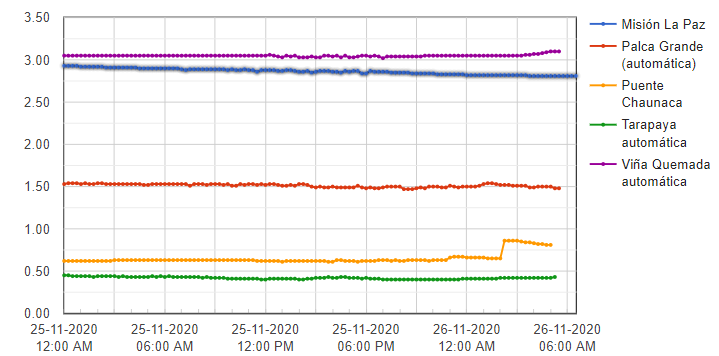 3.50
3.00
2.50
2.00
1.50
1.00
0.50
0.00
25-11-2020
12:00 AM
25-11-2020
06:00 AM
25-11-2020
12:00 PM
25-11-2020
06:00 PM
26-11-2020
12:00 AM
26-11-2020
06:00 AM
Misión La Paz
Palca Grande
(automática)
Puente
Chaunaca
Tarapaya
automática
Viña Quemada
automática